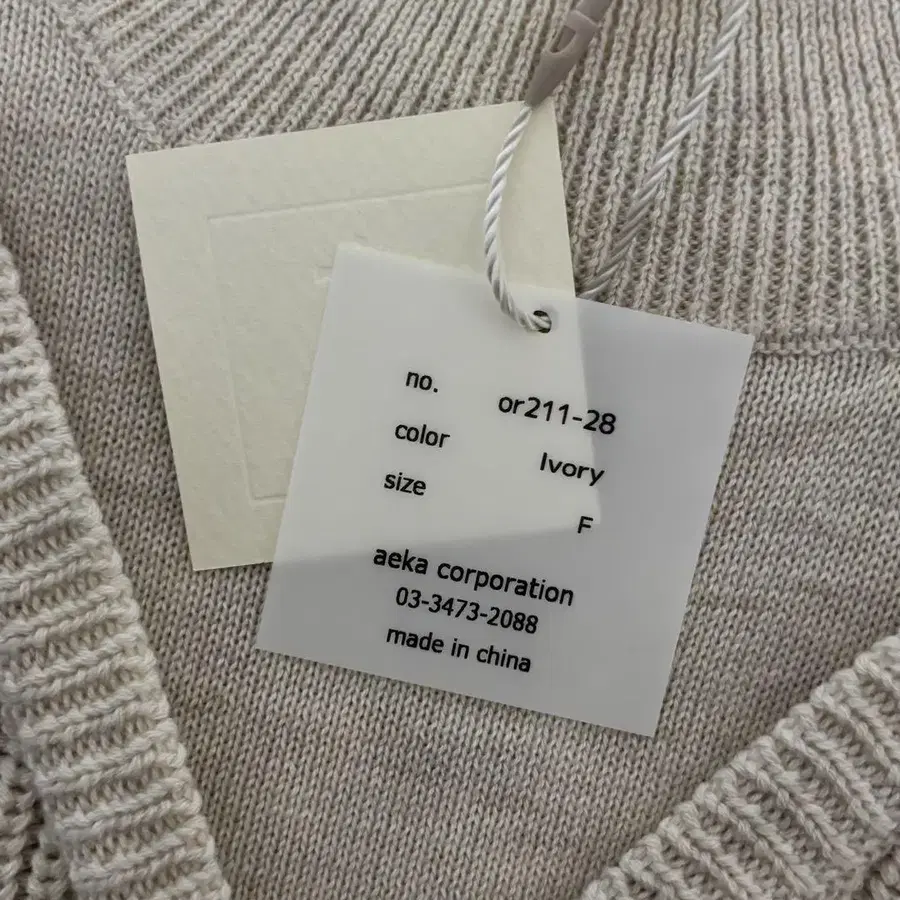 no. or211-28
color Ivory
size F
aeka corporation
03-3473-2088
made in china